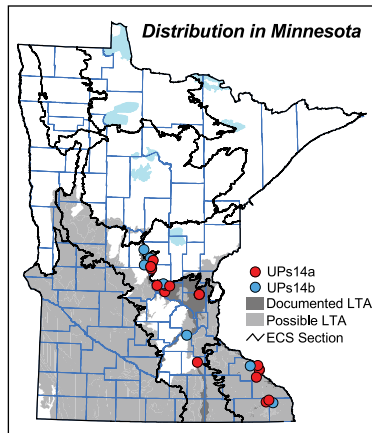 Distribution in Minnesota
UPs14a
UPs14b
Documented LTA
Possible LTA
ECS Section